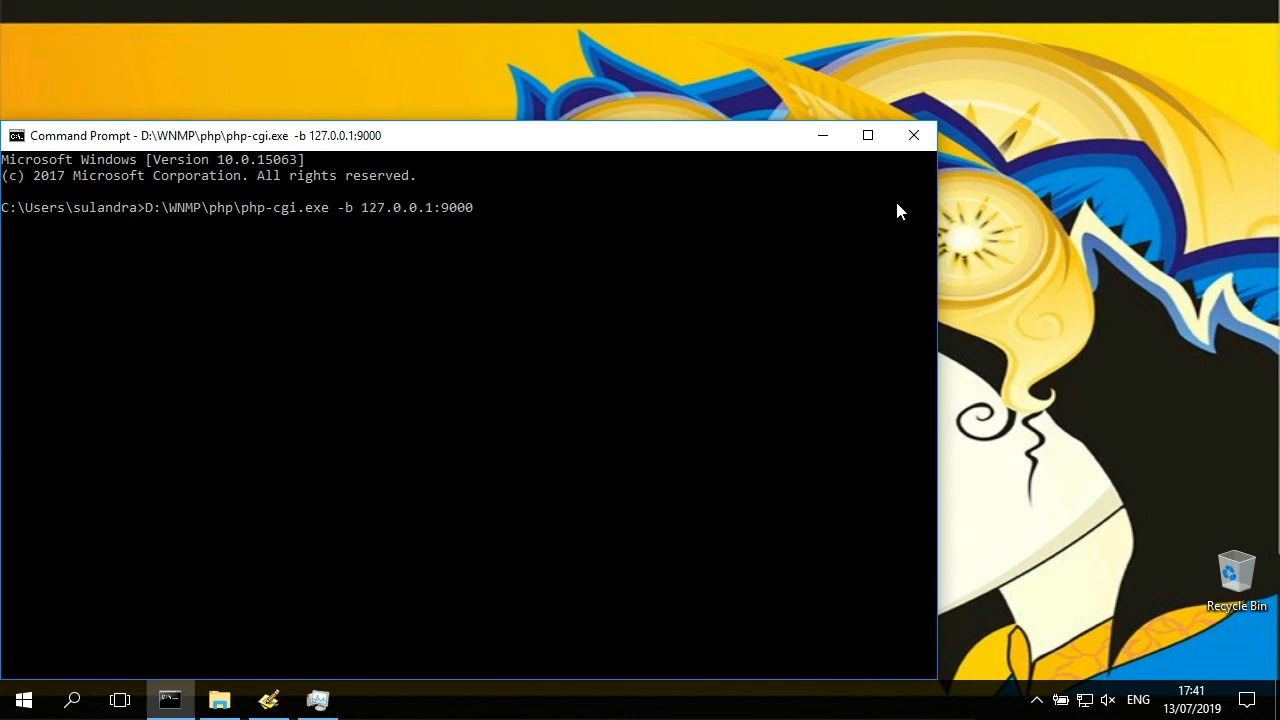 Command Prompt - D:\WNMP\php\php-cgi.exe  -b 127.0.0.1:9000
Microsoft Windows [Version 10.0.15063]
(c) 2017 Microsoft Corporation. All rights reserved.
C:\Users\sulandra>D:\WNMP\php\php-cgi.exe -b 127.0.0.1:9000
Recycle Bin
ENG
17:41
13/07/2019